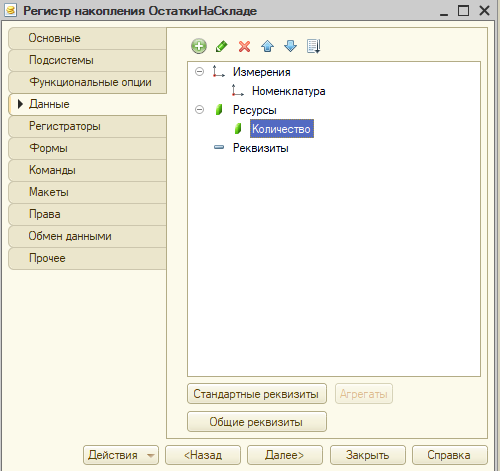 Регистр накопления ОстаткиНаСкладе
Основные
Подсистемы
Функциональные опции
Данные
Регистраторы
Формы
Команды
Макеты
Права
Обмен данными
Прочее
Измерения
Номенклатура
Ресурсы
Количество
Реквизиты
Стандартные реквизиты
Агрегаты
Общие реквизиты
Действия
<Назад
Далее>
Закрыть
Справка